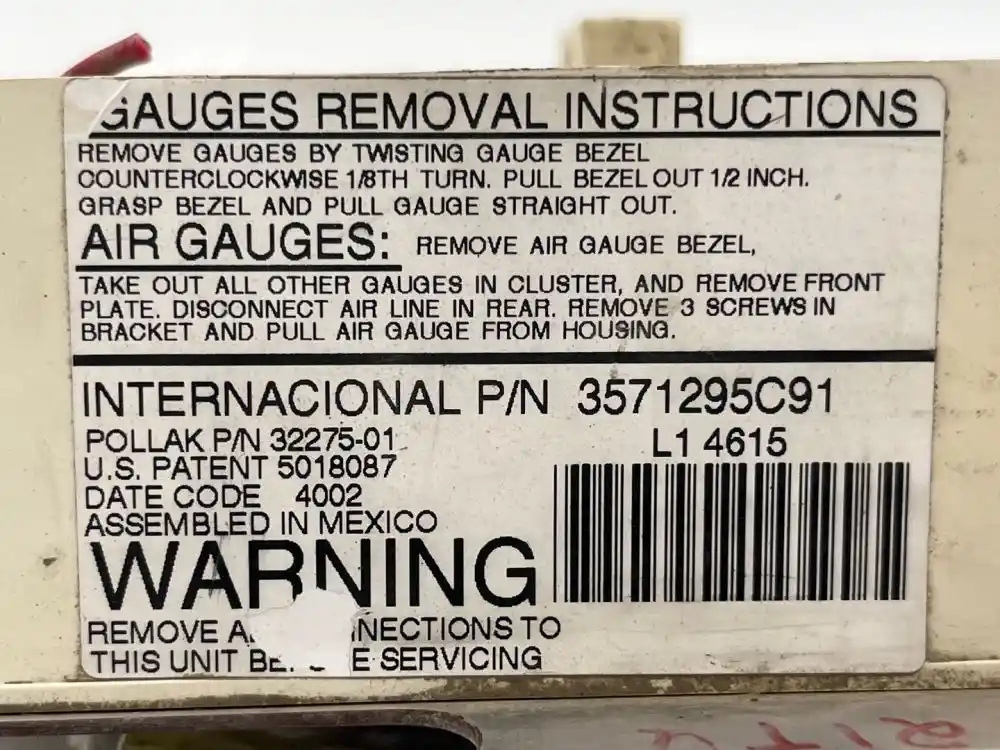 GAUGES REMOVAL INSTRUCTIONS
REMOVE GAUGES BY TWISTING GAUGE BEZEL
COUNTERCLOCKWISE 1/8TH TURN. PULL BEZEL OUT 1/2 INCH.
GRASP BEZEL AND PULL GAUGE STRAIGHT OUT.
AIR GAUGES: REMOVE AIR GAUGE BEZEL,
TAKE OUT ALL OTHER GAUGES IN CLUSTER, AND REMOVE FRONT
PLATE. DISCONNECT AIR LINE IN REAR. REMOVE 3 SCREWS IN
BRACKET AND PULL AIR GAUGE FROM HOUSING.
INTERNACIONAL P/N 3571295C91
POLLAK P/N 32275-01
L1 4615
U.S. PATENT 5018087
DATE CODE 4002
ASSEMBLED IN MEXICO
WARNING
REMOVE TO
THIS UNIT SERVICING